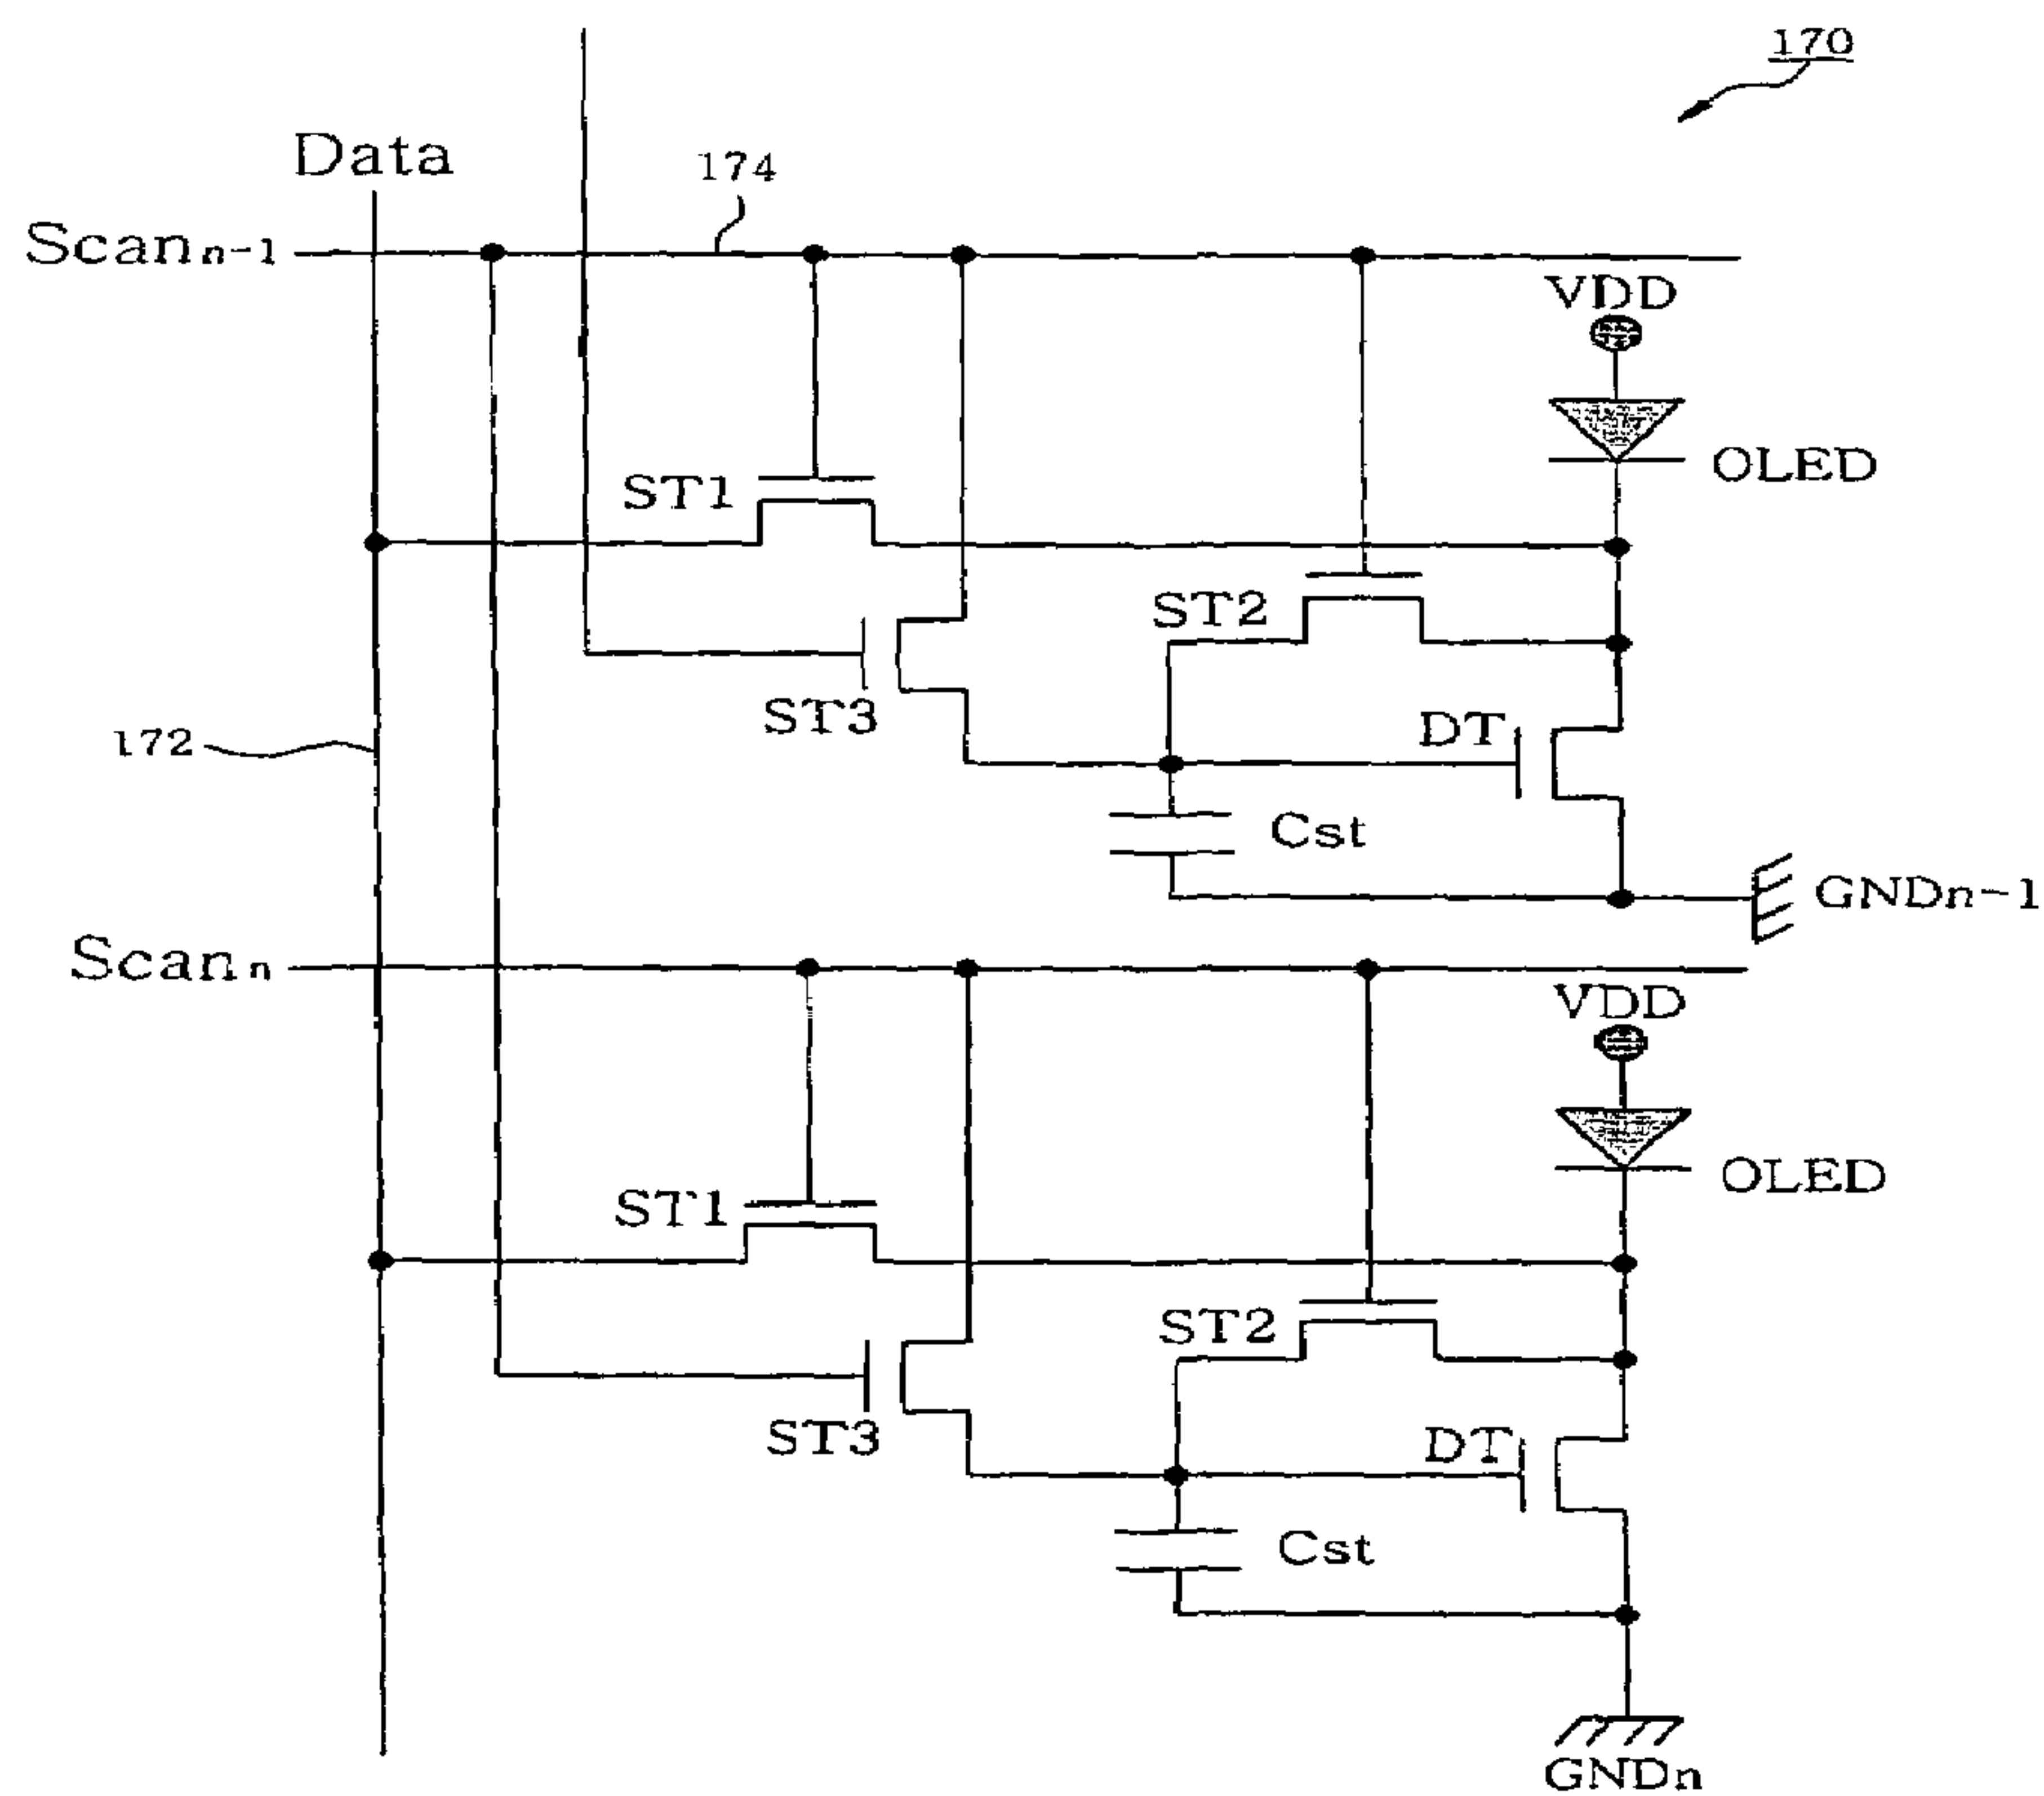 170
Data
174
Scann-1
VDD
OLED
ST1
ST2
ST3
DT
172
Cst
GNDn-1
Scann
VDD
OLED
ST1
ST2
ST3
DT
Cst
GNDn